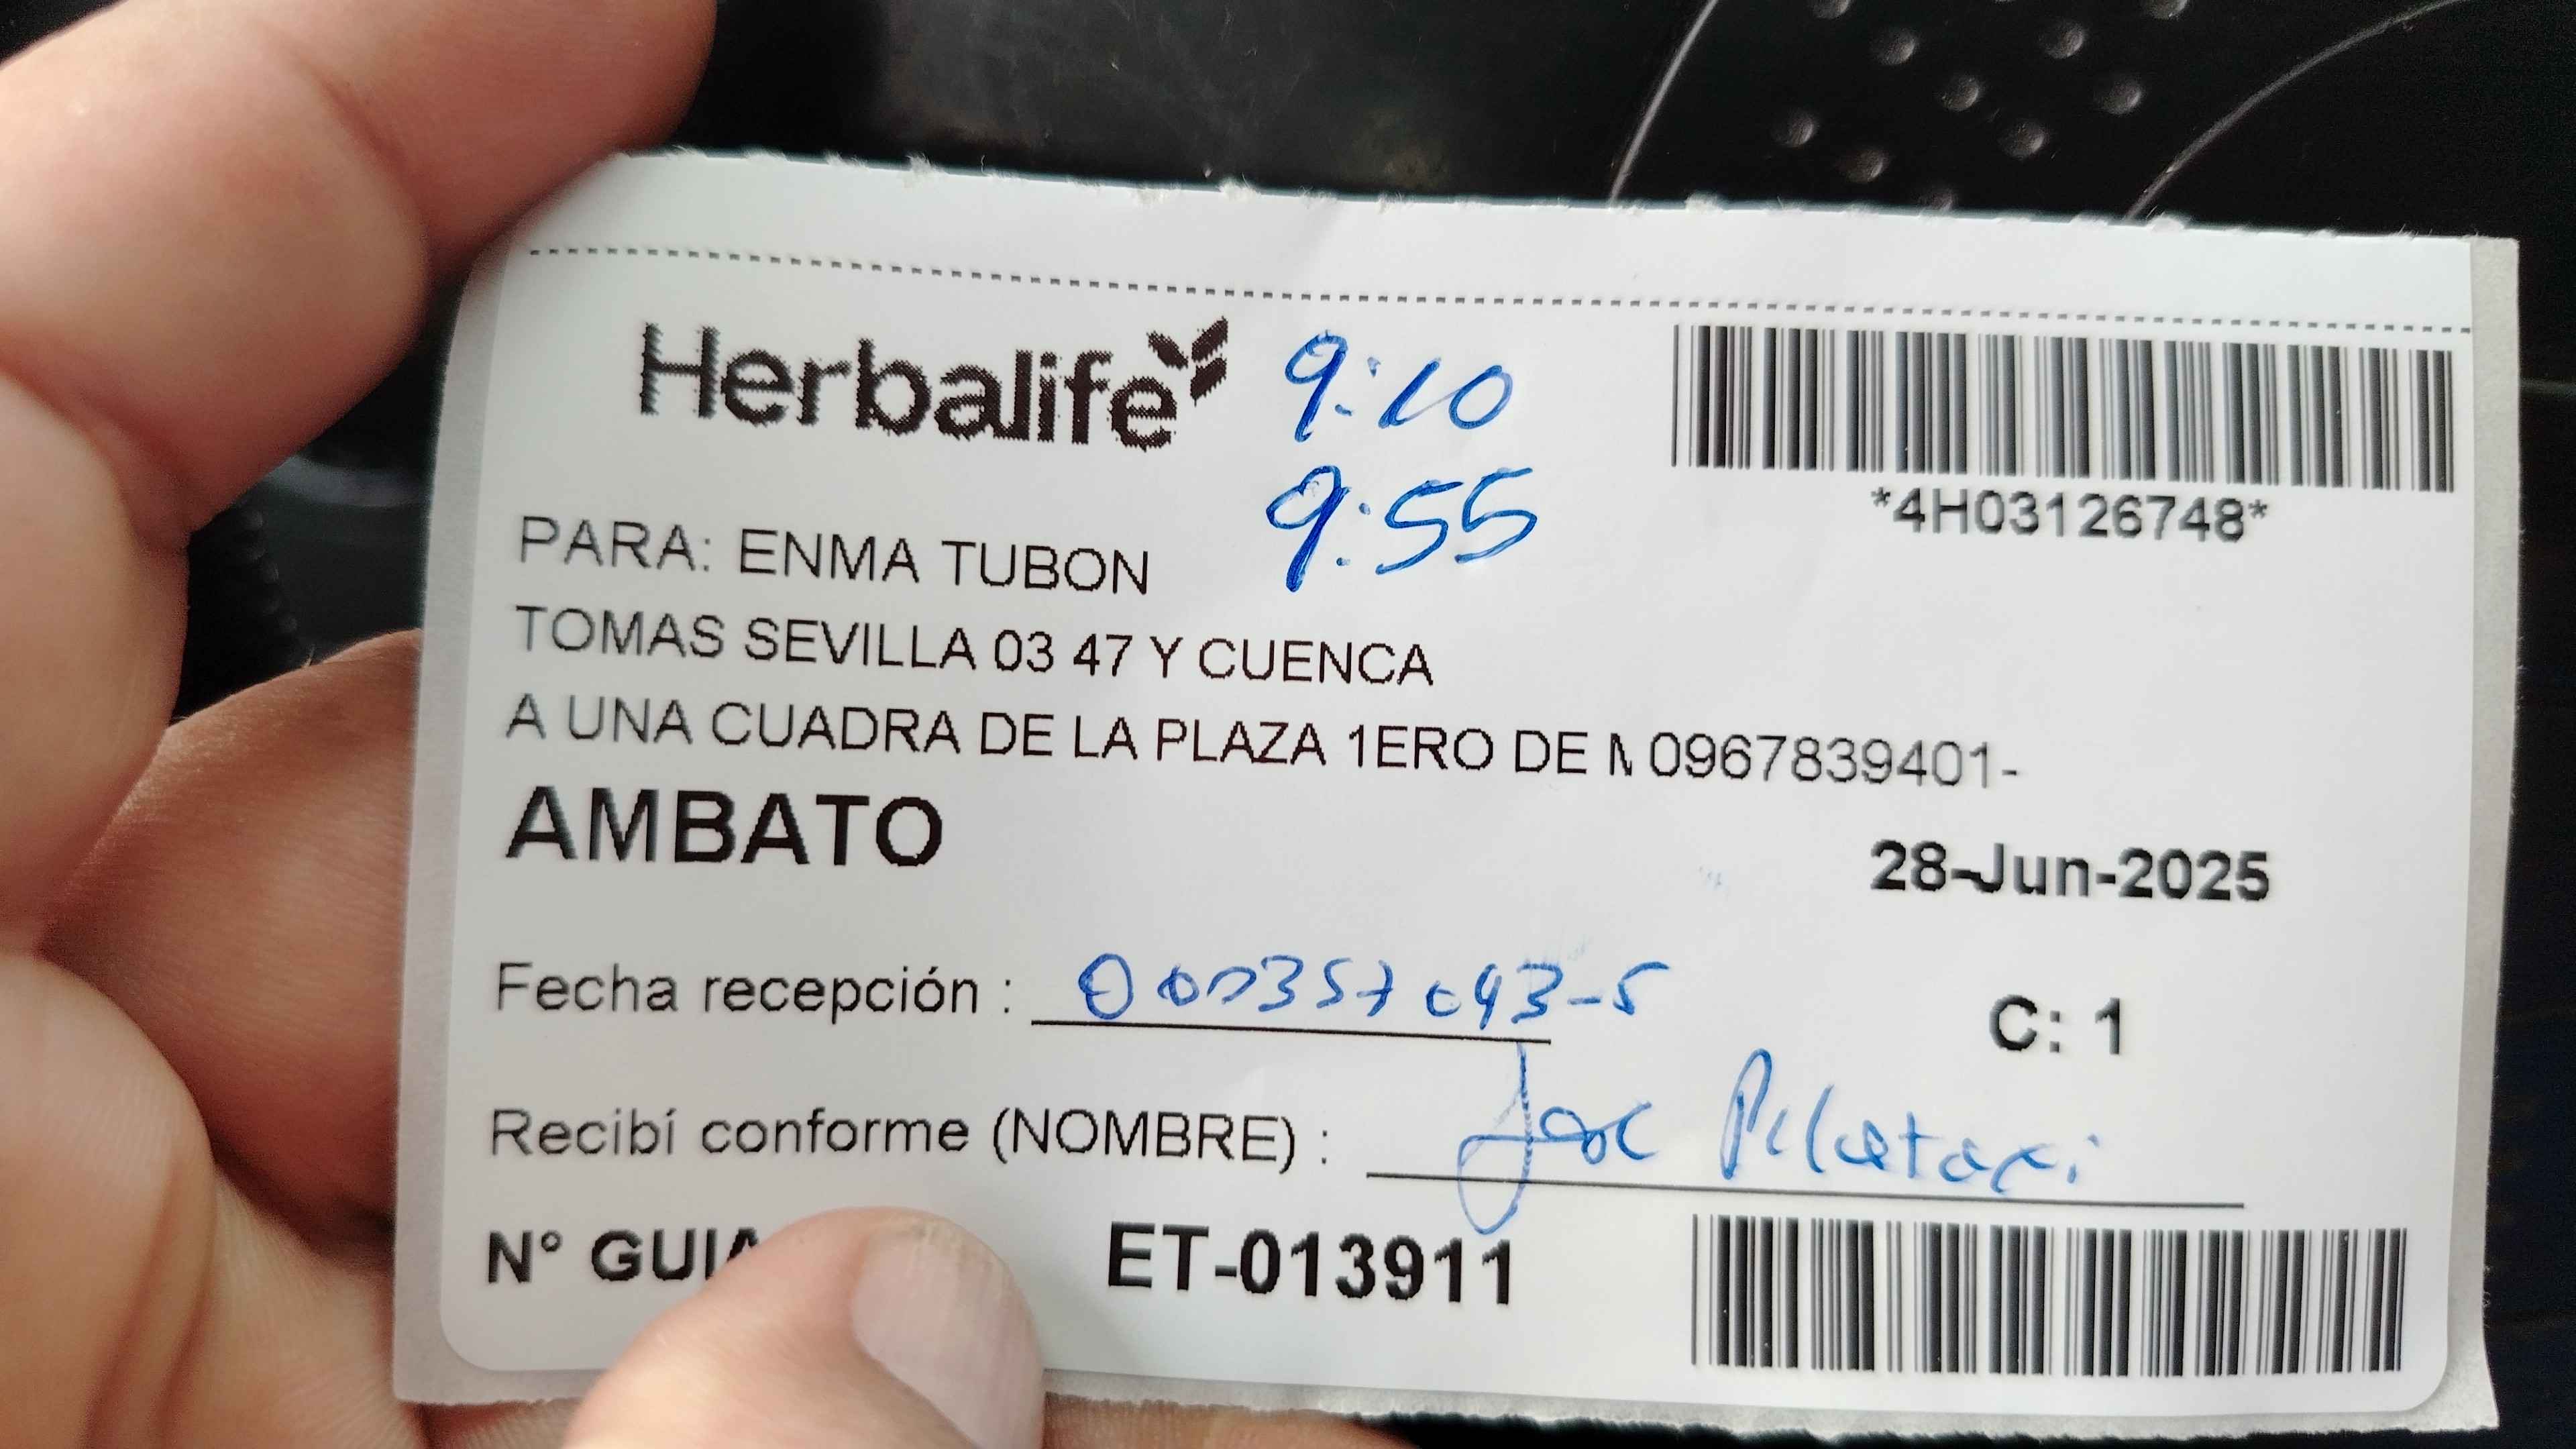 Herbalife
9:10
9:55
*4H03126748*
PARA: ENMA TUBON
TOMAS SEVILLA 03 47 Y CUENCA
A UNA CUADRA DE LA PLAZA 1ERO DE 0967839401-
AMBATO
28-Jun-2025
Fecha recepción :
C: 1
Recibí conforme (NOMBRE) :
N° GUIA ET-013911